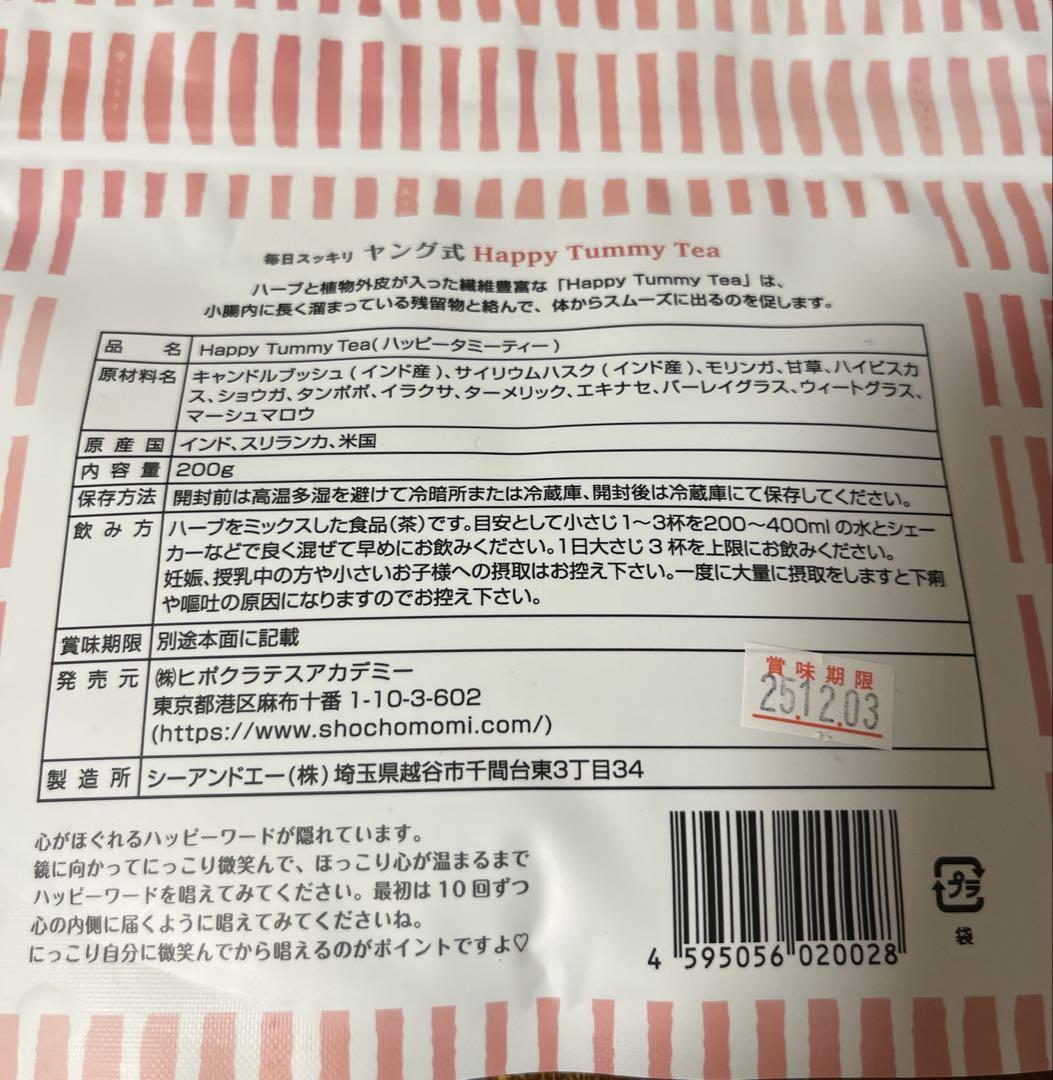 毎日スッキリ ヤング式 Happy Tummy Tea
ハーブと植物外皮が入った繊維豊富な「Happy Tummy Tea」は、
小腸内に長く溜まっている残留物と絡んで、体からスムーズに出るのを促します。
品 名 Happy Tummy Tea(ハッピータミーティー)
原材料名 キャンドルブッシュ(インド産)、サイリウムハスク(インド産)、モリンガ、甘草、ハイビスカ
ス、ショウガ、タンポポ、イラクサ、ターメリック、エキナセ、バーレイグラス、ウィートグラス、
マーシュマロウ
原産国 インド、スリランカ、米国
内容量 200g
保存方法 開封前は高温多湿を避けて冷暗所または冷蔵庫、開封後は冷蔵庫にて保存してください。
飲み方 ハーブをミックスした食品(茶)です。目安として小さじ1〜3杯を200〜400mlの水とシェー
カーなどで良く混ぜて早めにお飲みください。1日大さじ3杯を上限にお飲みください。
妊娠、授乳中の方や小さいお子様への摂取はお控え下さい。一度に大量に摂取をしますと下痢
や嘔吐の原因になりますのでお控え下さい。
賞味期限 別途本面に記載
発売元 ㈱ヒポクラテスアカデミー
東京都港区麻布十番 1-10-3-602
(https://www.shochomomi.com/)
賞味期限
25.12.03
製造所 シーアンドエー(株)埼玉県越谷市千間台東3丁目34
心がほぐれるハッピーワードが隠れています。
鏡に向かってにっこり微笑んで、ほっこり心が温まるまで
ハッピーワードを唱えてみてください。最初は10回ずつ
心の内側に届くように唱えてみてくださいね。
にっこり自分に微笑んでから唱えるのがポイントですよ♡
4 595056 020028
プラ
袋